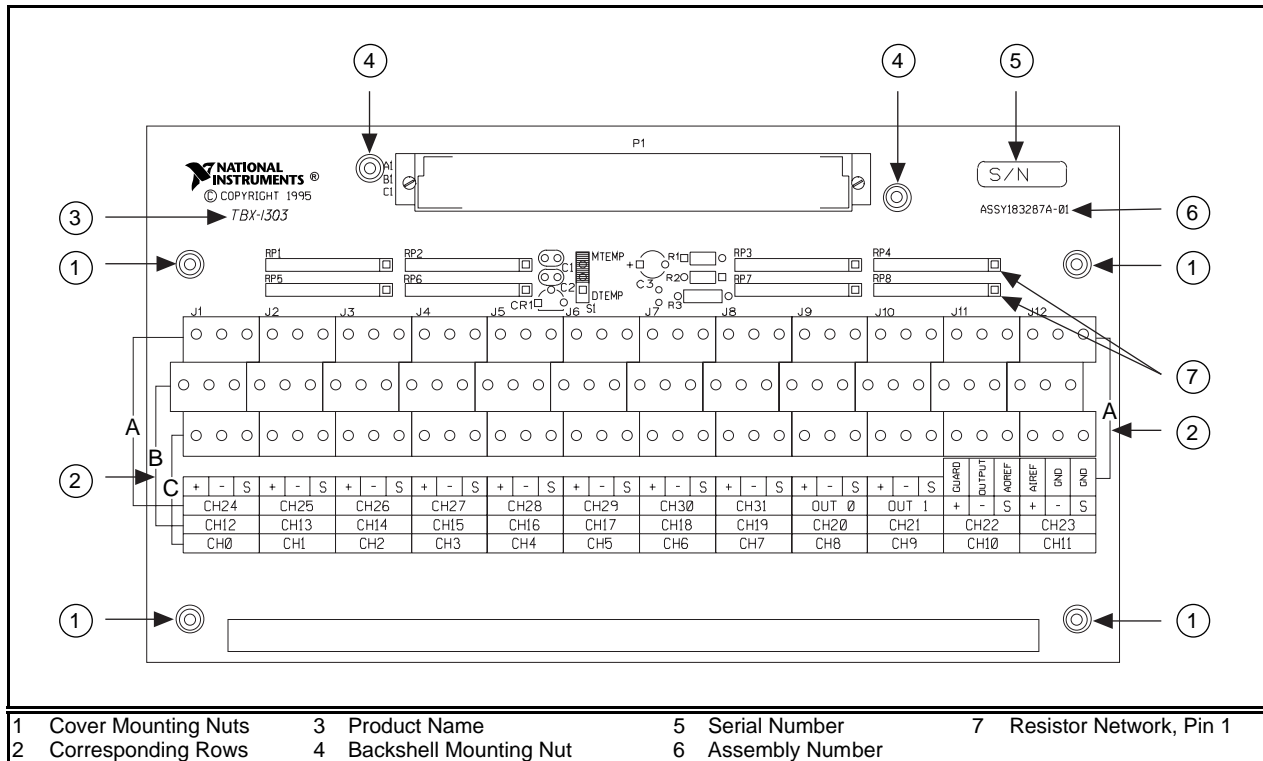 4 4 5
P1
A1
B1
C1
NATIONAL
INSTRUMENTS ®
© COPYRIGHT 1995
TBX-1303
S/N
ASSY183287A-01
3 6
1 1
RP1 RP2 MTEMP R1 RP3 RP4
C1 +
RP5 RP6 C2 R2 C3 RP7 RP8
CR1 DTEMP R3
S1
J1 J2 J3 J4 J5 J6 J7 J8 J9 J10 J11 J12
7
A B C A
2 2
GUARD OUTPUT AOREF AIREF GND GND
+ - S + - S + - S + - S + - S + - S + - S + - S + - S + - S
CH24 CH25 CH26 CH27 CH28 CH29 CH30 CH31 OUT 0 OUT 1 + - S + - S
CH12 CH13 CH14 CH15 CH16 CH17 CH18 CH19 CH20 CH21 CH22 CH23
CH0 CH1 CH2 CH3 CH4 CH5 CH6 CH7 CH8 CH9 CH10 CH11
1 1
1 Cover Mounting Nuts 3 Product Name 5 Serial Number 7 Resistor Network, Pin 1
2 Corresponding Rows 4 Backshell Mounting Nut 6 Assembly Number